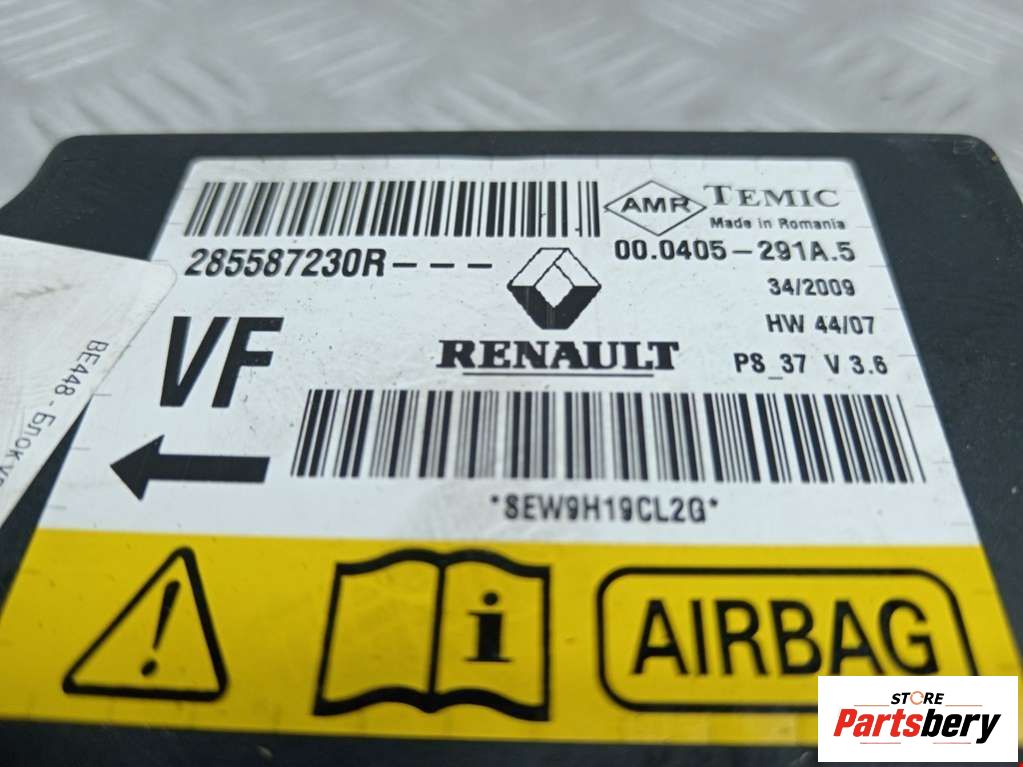 AMR TEMIC
Made in Romania
285587230R---
00.0405-291A.5
34/2009
HW 44/07
VF
RENAULT
PS_37 V 3.6
*SEW9H19CL2G*
BE448 - Блок
AIRBAG
STORE
Partsbery